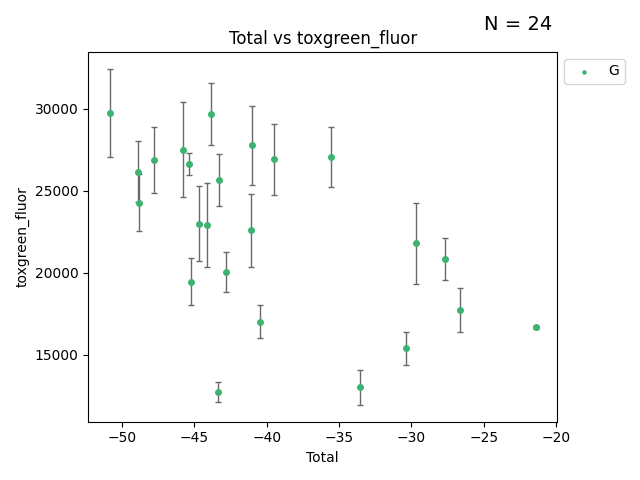 N = 24
Total vs toxgreen_fluor
G
30000
25000
20000
15000
toxgreen_fluor
−50 −45 −40 −35 −30 −25 −20
Total